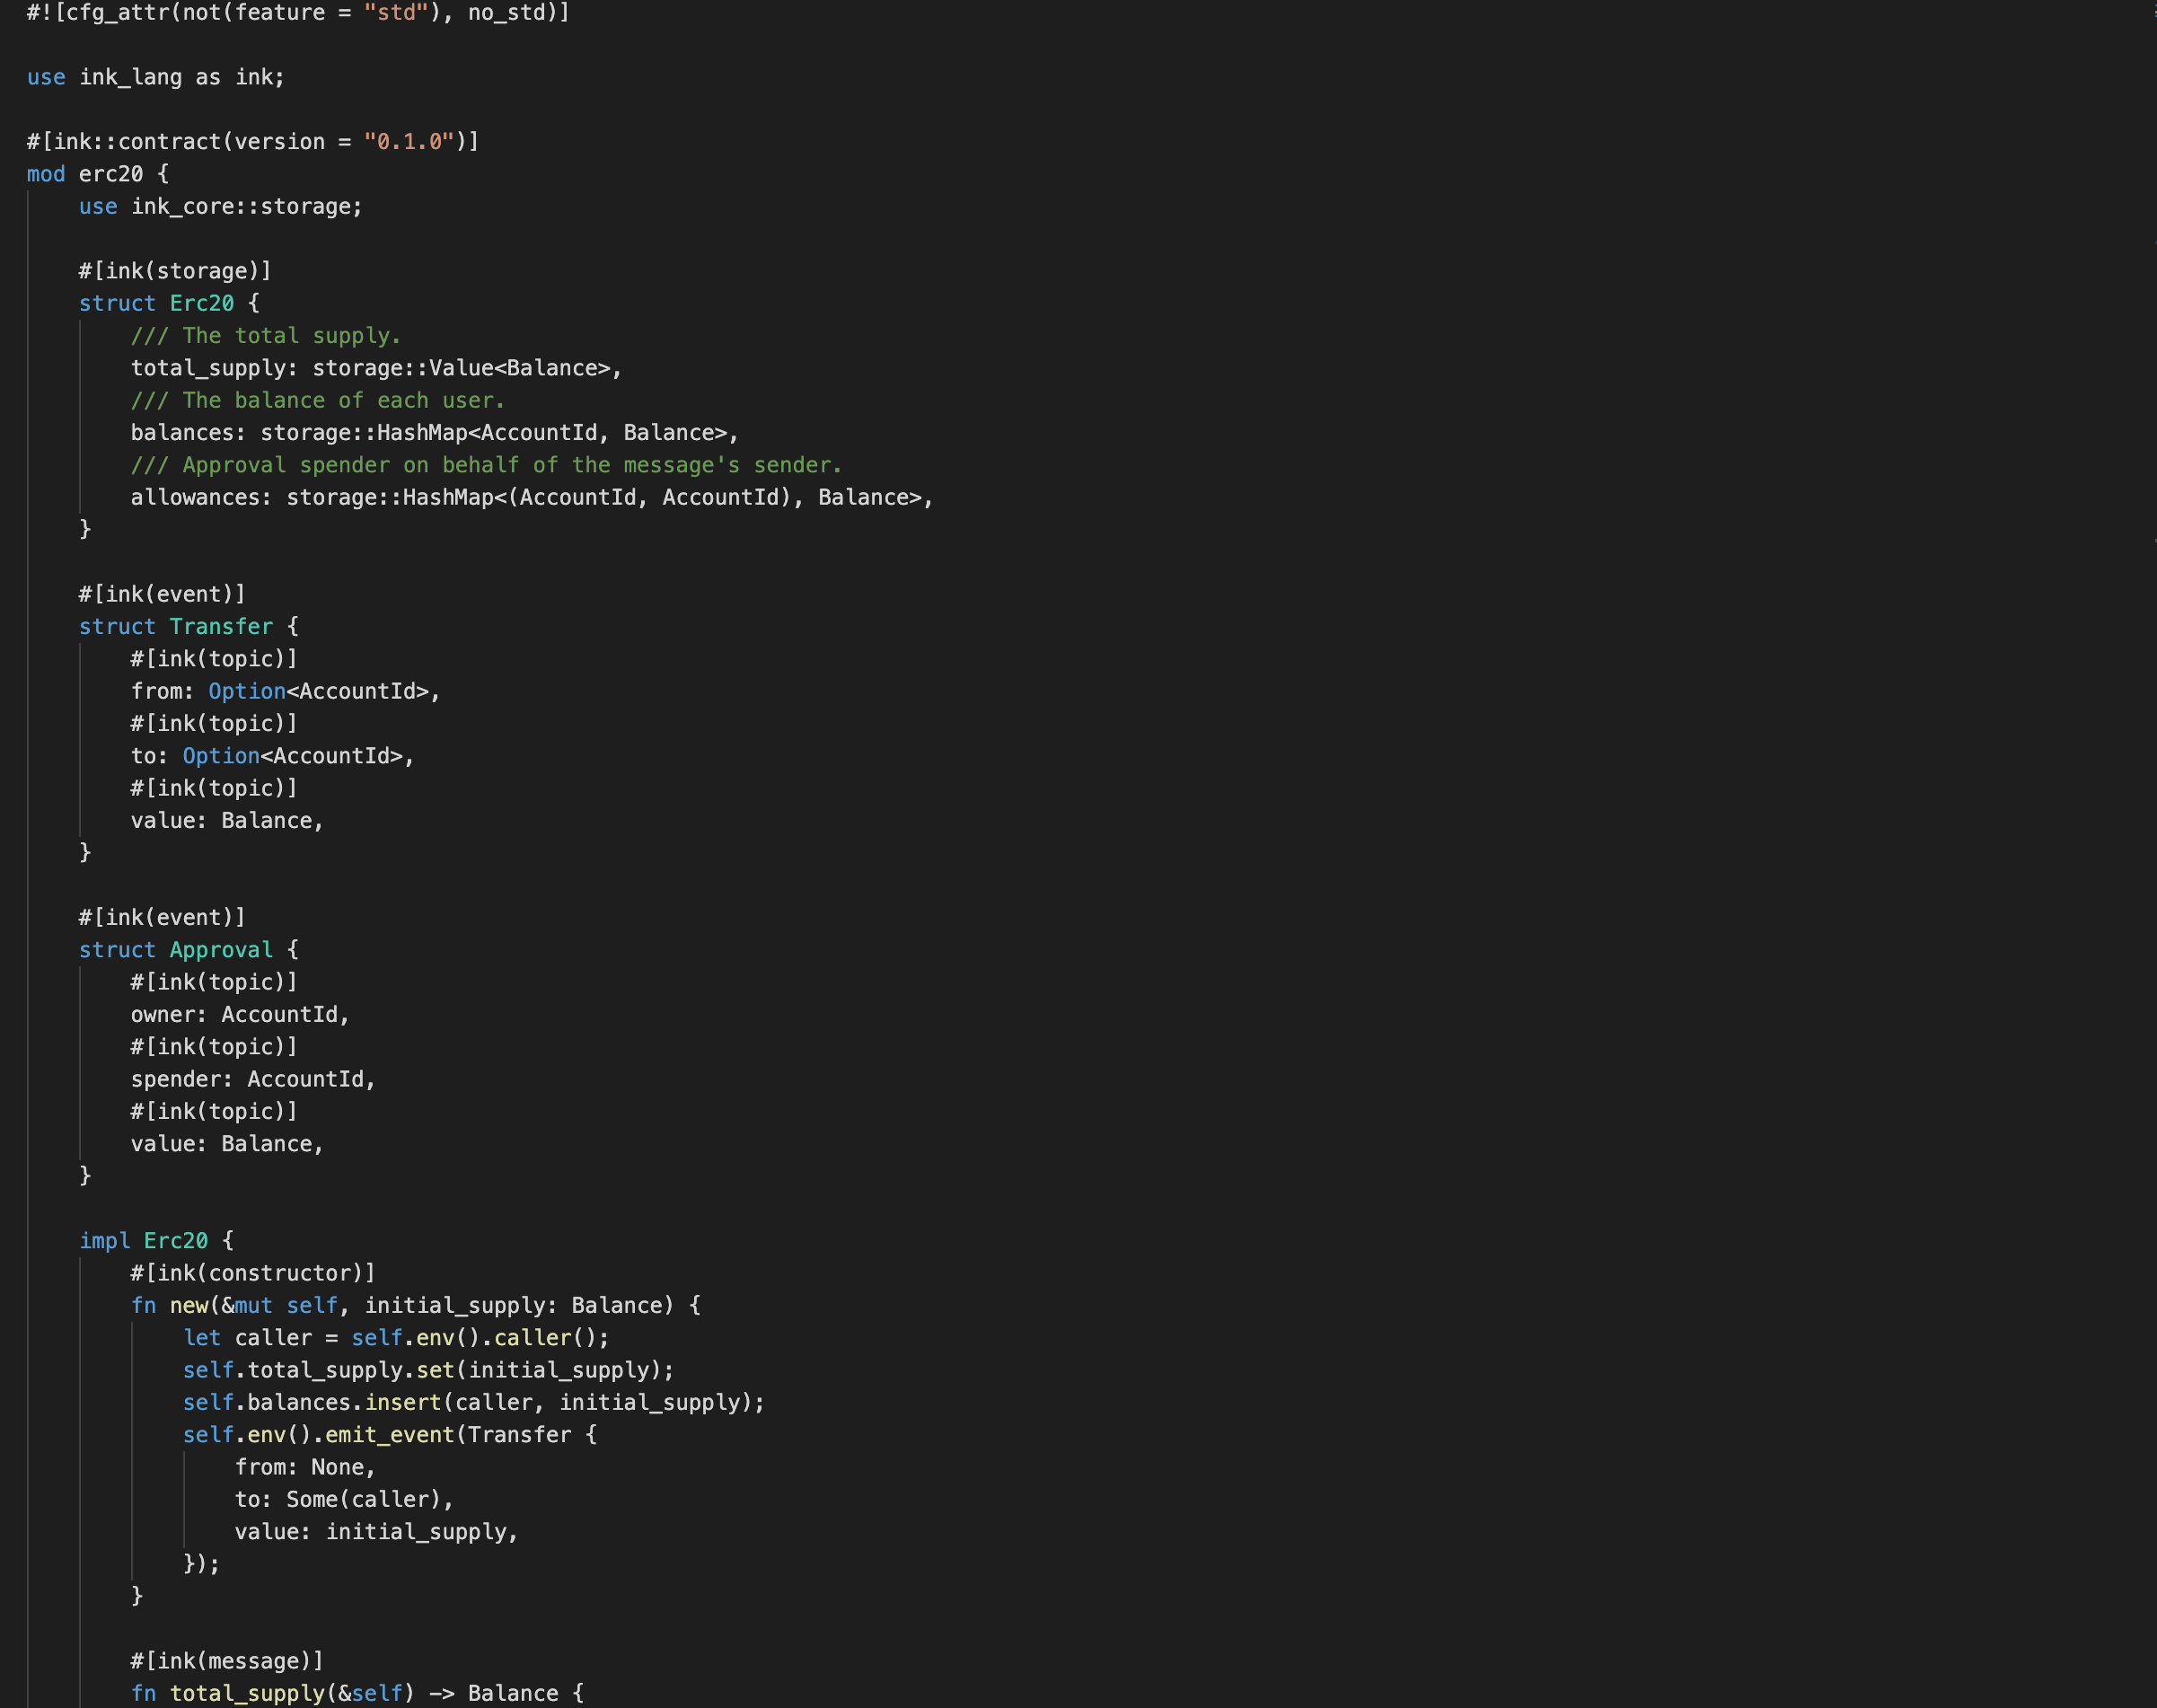 #![cfg_attr(not(feature = "std"), no_std)]

use ink_lang as ink;

#[ink::contract(version = "0.1.0")]
mod erc20 {
    use ink_core::storage;

    #[ink(storage)]
    struct Erc20 {
        /// The total supply.
        total_supply: storage::Value<Balance>,
        /// The balance of each user.
        balances: storage::HashMap<AccountId, Balance>,
        /// Approval spender on behalf of the message's sender.
        allowances: storage::HashMap<(AccountId, AccountId), Balance>,
    }

    #[ink(event)]
    struct Transfer {
        #[ink(topic)]
        from: Option<AccountId>,
        #[ink(topic)]
        to: Option<AccountId>,
        #[ink(topic)]
        value: Balance,
    }

    #[ink(event)]
    struct Approval {
        #[ink(topic)]
        owner: AccountId,
        #[ink(topic)]
        spender: AccountId,
        #[ink(topic)]
        value: Balance,
    }

    impl Erc20 {
        #[ink(constructor)]
        fn new(&mut self, initial_supply: Balance) {
            let caller = self.env().caller();
            self.total_supply.set(initial_supply);
            self.balances.insert(caller, initial_supply);
            self.env().emit_event(Transfer {
                from: None,
                to: Some(caller),
                value: initial_supply,
            });
        }

        #[ink(message)]
        fn total_supply(&self) -> Balance {